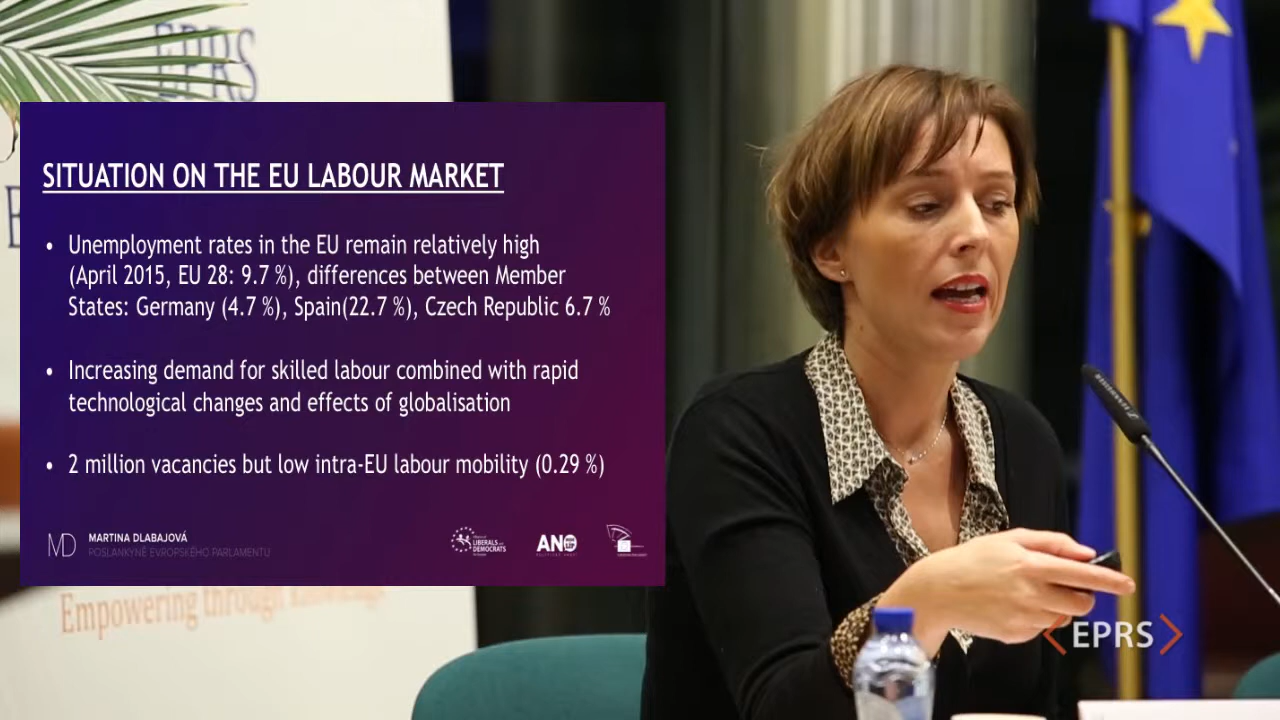 EPRS
SITUATION ON THE EU LABOUR MARKET
• Unemployment rates in the EU remain relatively high
(April 2015, EU 28: 9.7 %), differences between Member
States: Germany (4.7 %), Spain(22.7 %), Czech Republic 6.7 %
• Increasing demand for skilled labour combined with rapid
technological changes and effects of globalisation
• 2 million vacancies but low intra-EU labour mobility (0.29 %)
MD
MARTINA DLABAJOVÁ
POSLANKYNĚ EVROPSKÉHO PARLAMENTU
LIBERALS and
DEMOCRATS
ANO
Empowering through knowledge
EPRS